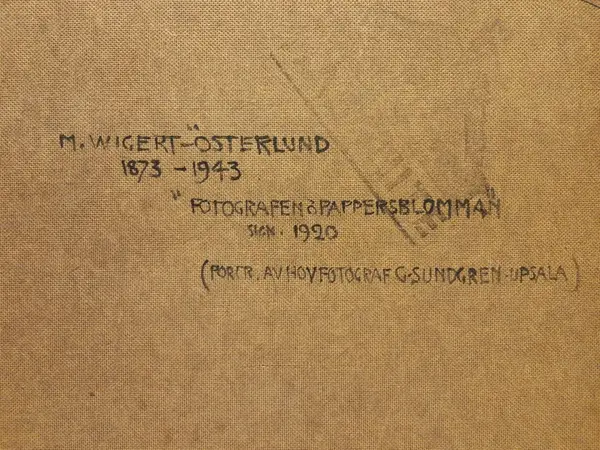 M. WIGERT-ÖSTERLUND
1873 - 1943
"FOTOGRAFEN & PAPPERSBLOMMAN"
SIGN. 1920
(PORTR. AV HOVFOTOGRAF G. SUNDGREN - UPSALA)